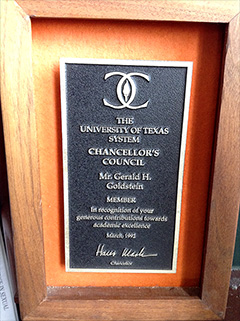 THE
UNIVERSITY OF TEXAS
SYSTEM
CHANCELLOR'S
COUNCIL
Mr. Gerald H.
Goldstein
MEMBER
In recognition of your
generous contributions towards
academic excellence
March, 1992
Chancellor